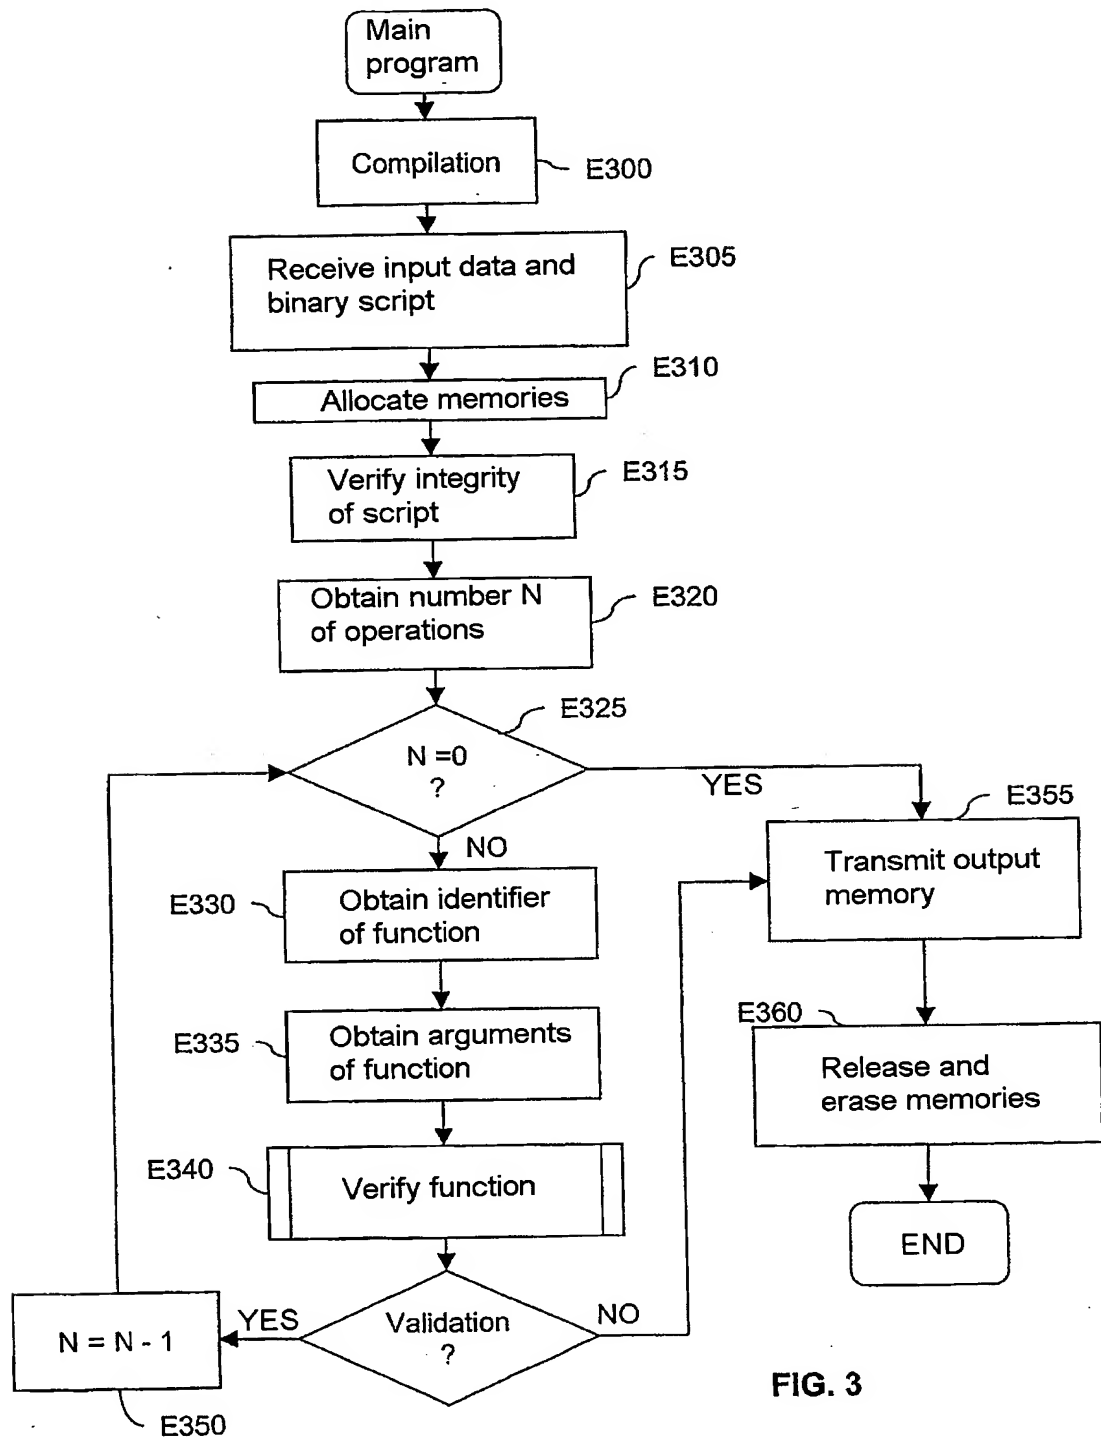 Main
program
Compilation
E300
Receive input data and
binary script
E305
Allocate memories
E310
Verify integrity
of script
E315
Obtain number N
of operations
E320
N =0
?
E325
YES
NO
E330
Obtain identifier
of function
E335
Obtain arguments
of function
E340
Verify function
Validation
?
YES
NO
N = N - 1
E350
E355
Transmit output
memory
E360
Release and
erase memories
END
FIG. 3